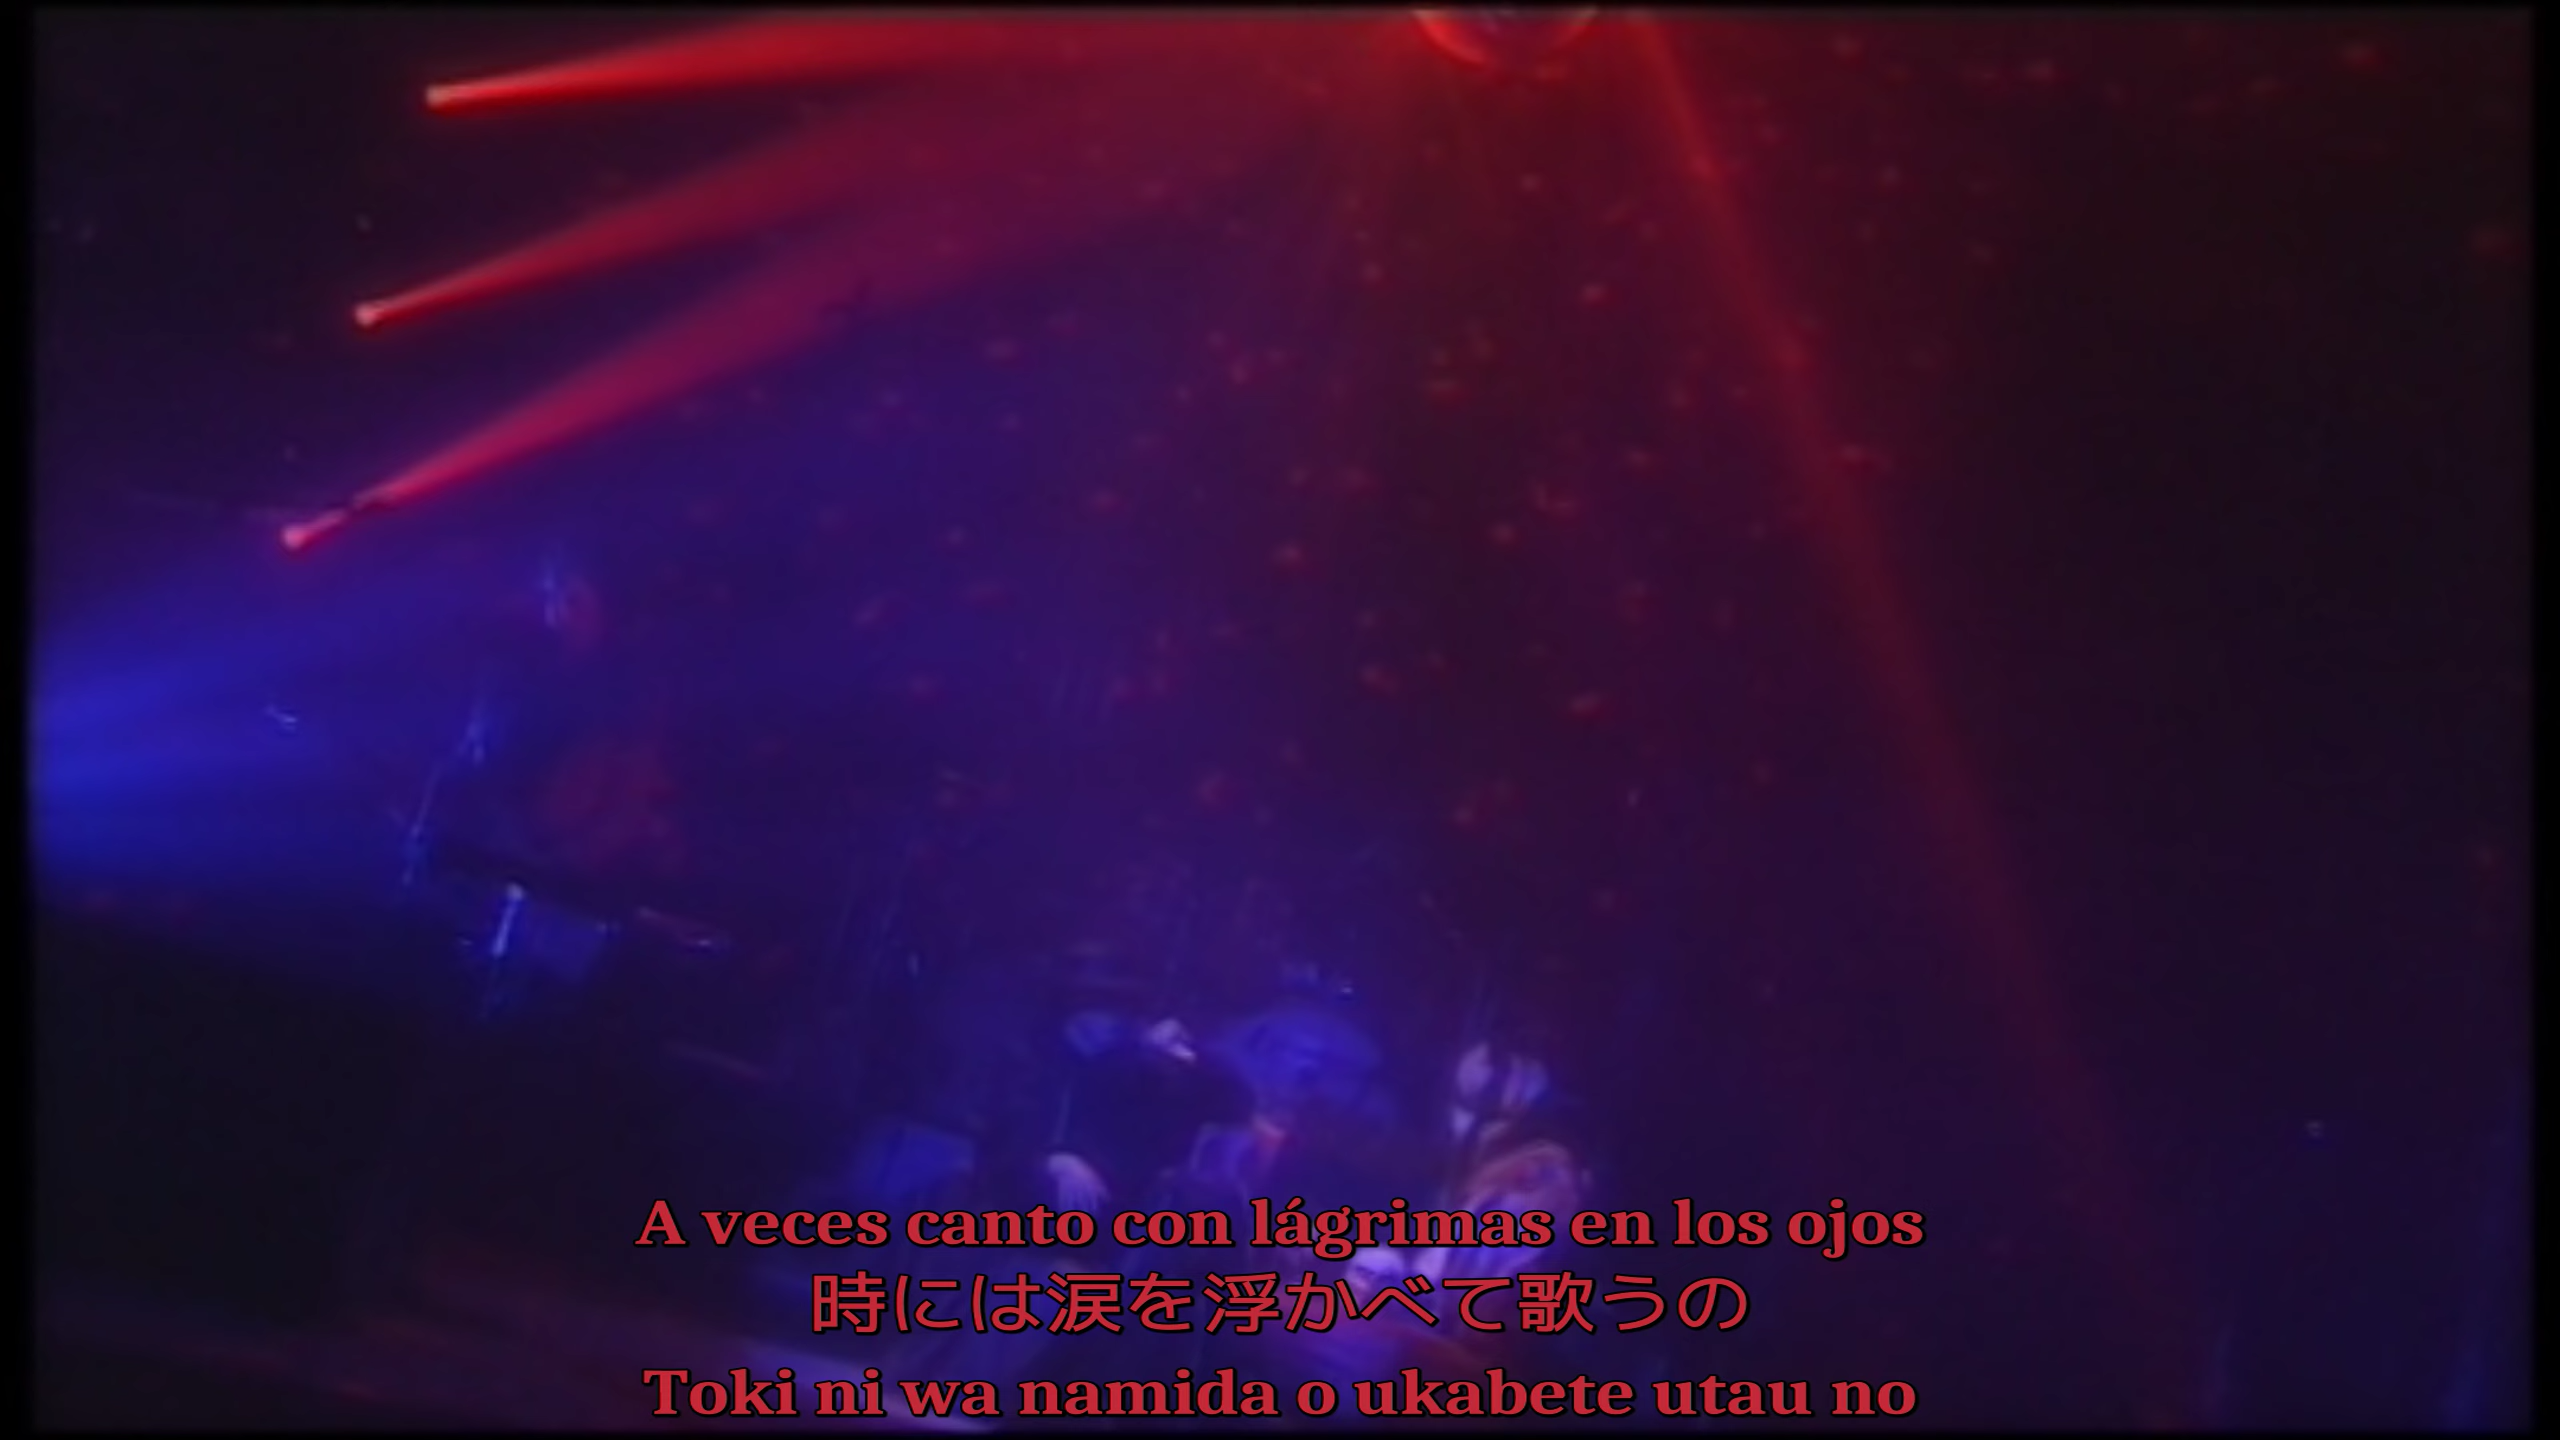 A veces canto con lágrimas en los ojos
時には涙を浮かべて歌うの
Toki ni wa namida o ukabete utau no